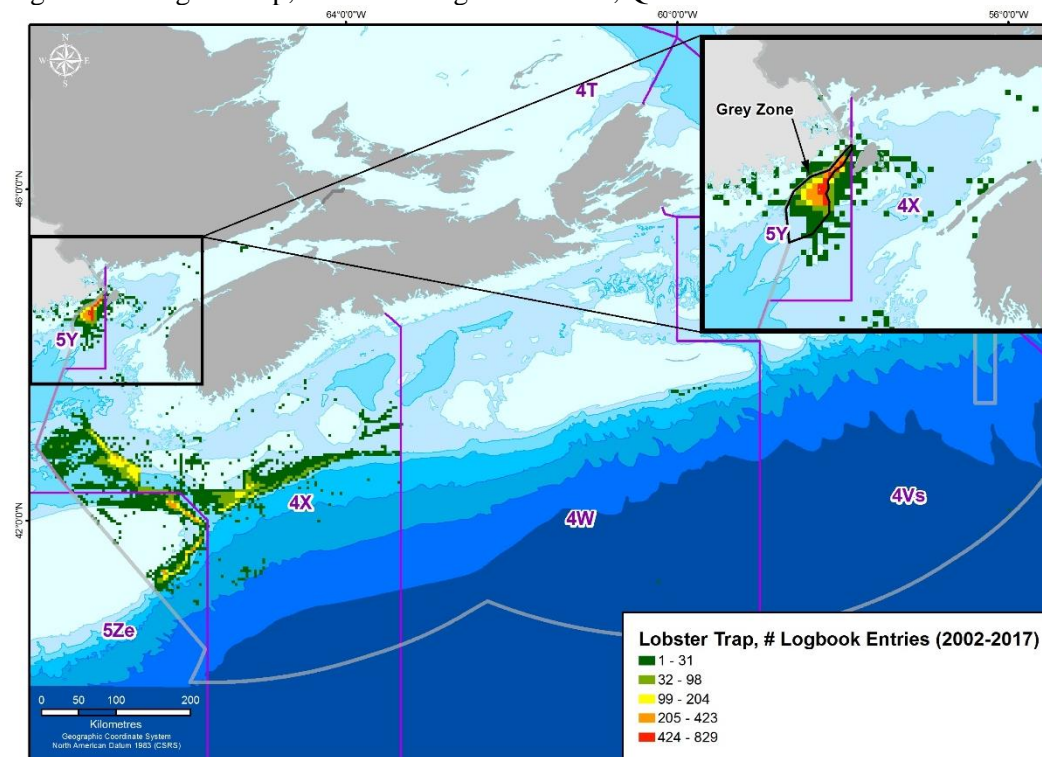 64°0'0"W
60°0'0"W
56°0'0"W
N
W
E
S
4T
Grey Zone
4X
5Y
46°0'0"N
5Y
42°0'0"N
4X
4W
4Vs
5Ze
0 50 100 200
Kilometres
Geographic Coordinate System
North American Datum 1983 (CSRS)
Lobster Trap, # Logbook Entries (2002-2017)
1 - 31
32 - 98
99 - 204
205 - 423
424 - 829